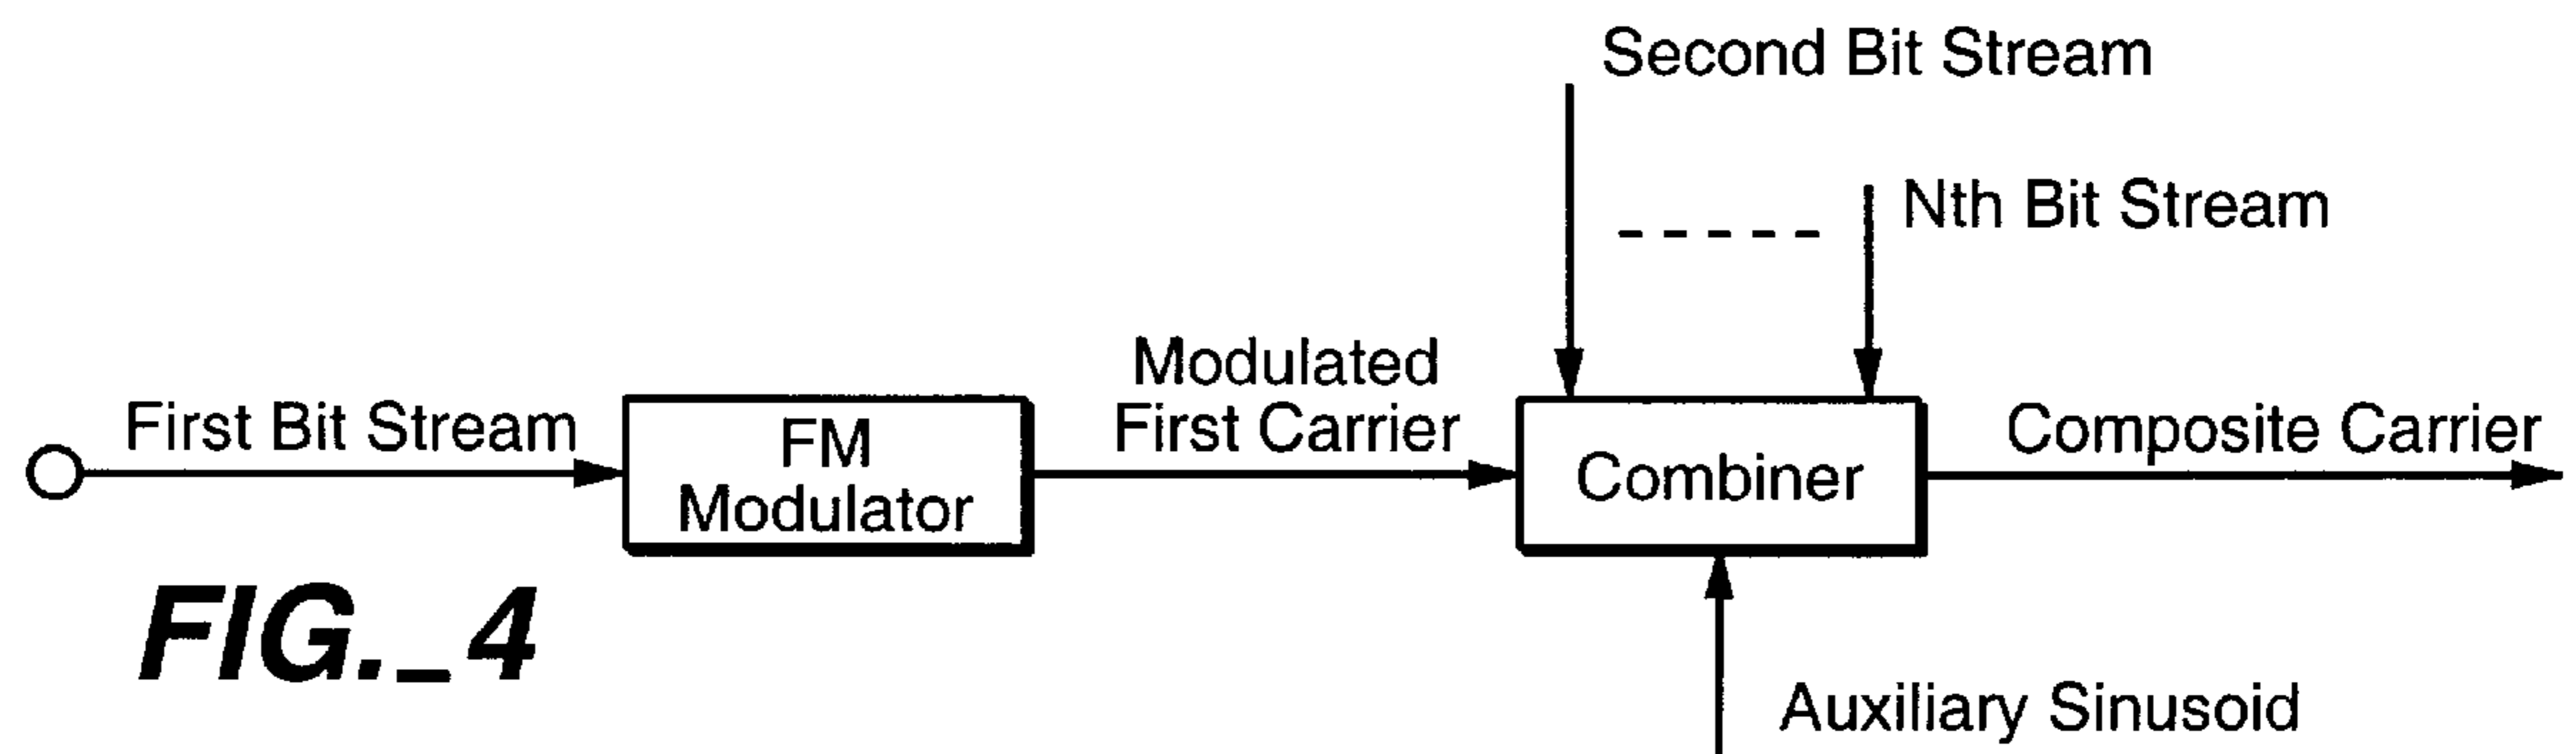 Second Bit Stream
Nth Bit Stream
First Bit Stream
FM
Modulator
Modulated
First Carrier
Combiner
Composite Carrier
FIG._4
Auxiliary Sinusoid